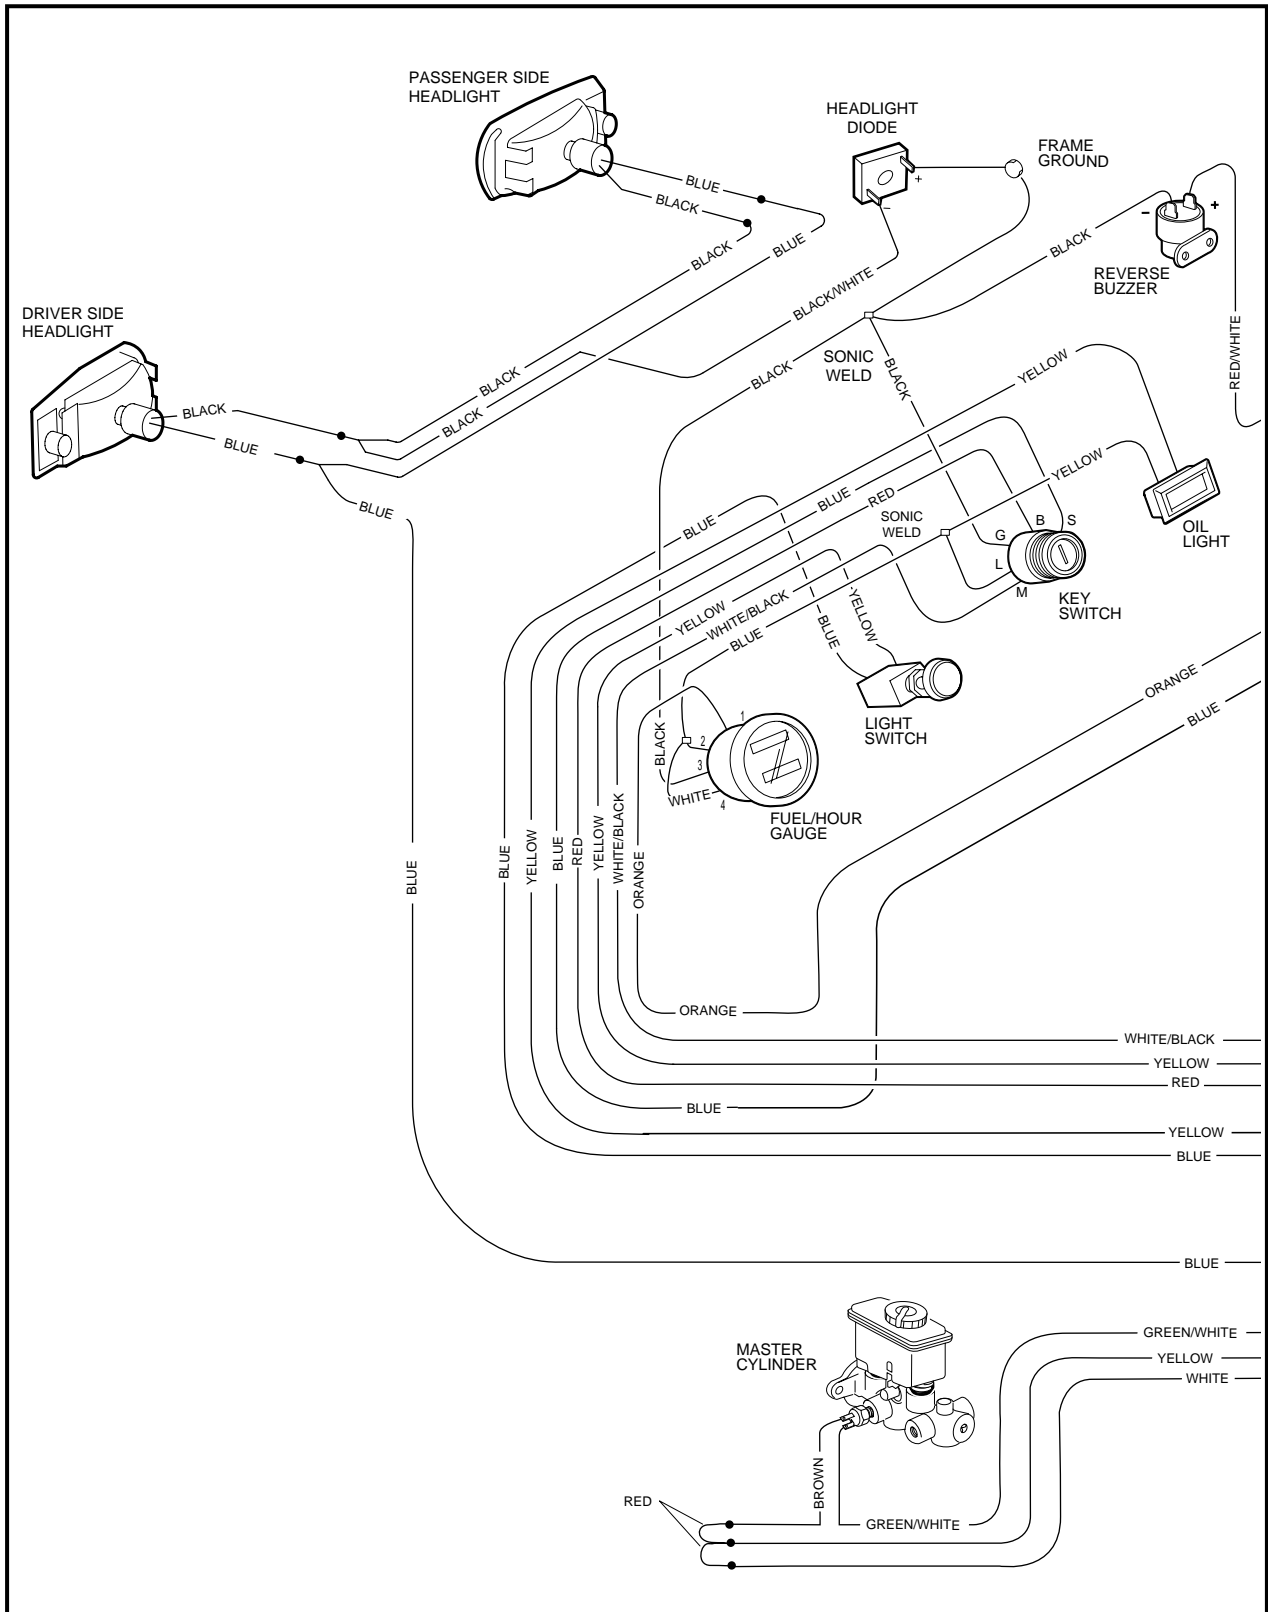 PASSENGER SIDE
HEADLIGHT
HEADLIGHT
DIODE
FRAME
GROUND
+
–
BLUE
BLACK
–
+
BLACK
BLUE
BLACK
REVERSE
BUZZER
BLACK/WHITE
RED/WHITE
DRIVER SIDE
HEADLIGHT
SONIC
WELD
BLACK
BLACK
BLACK
YELLOW
BLACK
BLACK
BLUE
BLUE
YELLOW
BLUE
RED
SONIC
WELD
BLUE
G
B
S
L
M
OIL
LIGHT
KEY
SWITCH
YELLOW
WHITE/BLACK
BLUE
YELLOW
BLUE
LIGHT
SWITCH
ORANGE
BLUE
BLACK
1
2
3
4
WHITE
FUEL/HOUR
GAUGE
BLUE
BLUE
YELLOW
BLUE
RED
YELLOW
WHITE/BLACK
ORANGE
ORANGE
WHITE/BLACK
YELLOW
RED
BLUE
YELLOW
BLUE
BLUE
MASTER
CYLINDER
GREEN/WHITE
YELLOW
WHITE
BROWN
RED
GREEN/WHITE